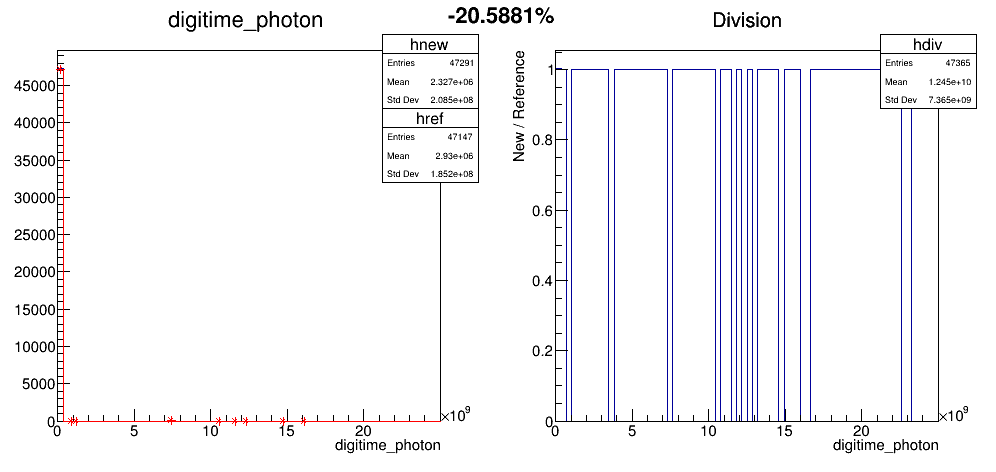 -20.5881%
digitime_photon
hnew
Entries 47291
Mean 2.327e+06
Std Dev 2.085e+08
href
Entries 47147
Mean 2.93e+06
Std Dev 1.852e+08
45000
40000
35000
30000
25000
20000
15000
10000
5000
0
0 5 10 15 20
×10⁹
digitime_photon
Division
hdiv
Entries 47365
Mean 1.245e+10
Std Dev 7.365e+09
New / Reference
1
0.8
0.6
0.4
0.2
0
0 5 10 15 20
×10⁹
digitime_photon